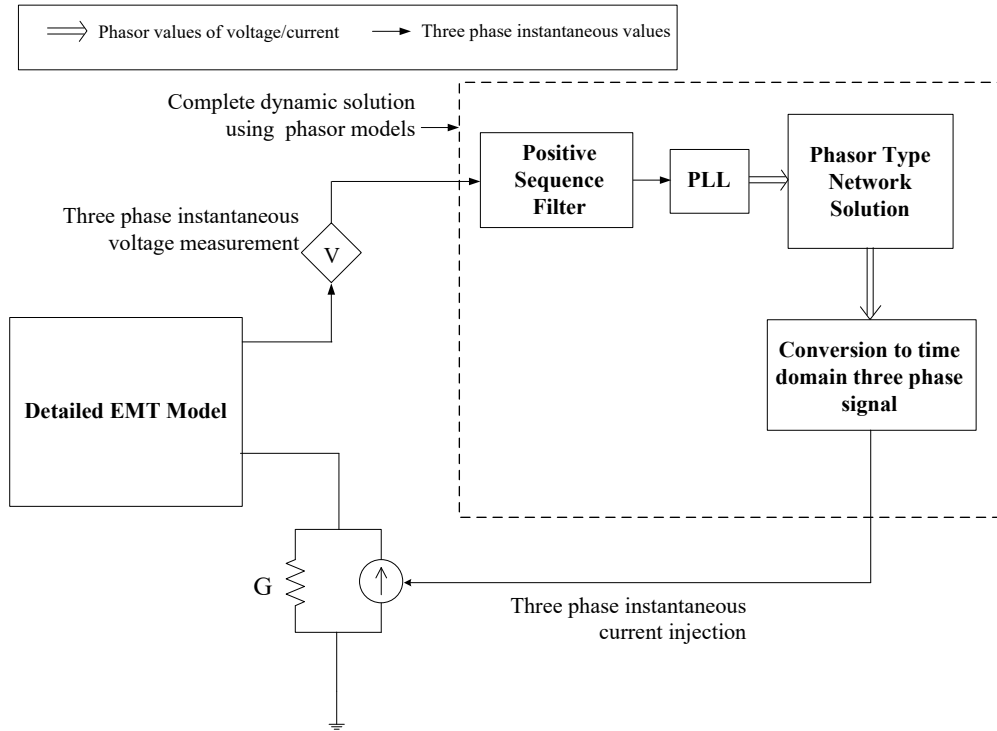 Phasor values of voltage/current
Three phase instantaneous values
Complete dynamic solution
using phasor models
Positive
Sequence
Filter
PLL
Phasor Type
Network
Solution
Three phase instantaneous
voltage measurement
V
Conversion to time
domain three phase
signal
Detailed EMT Model
G
Three phase instantaneous
current injection